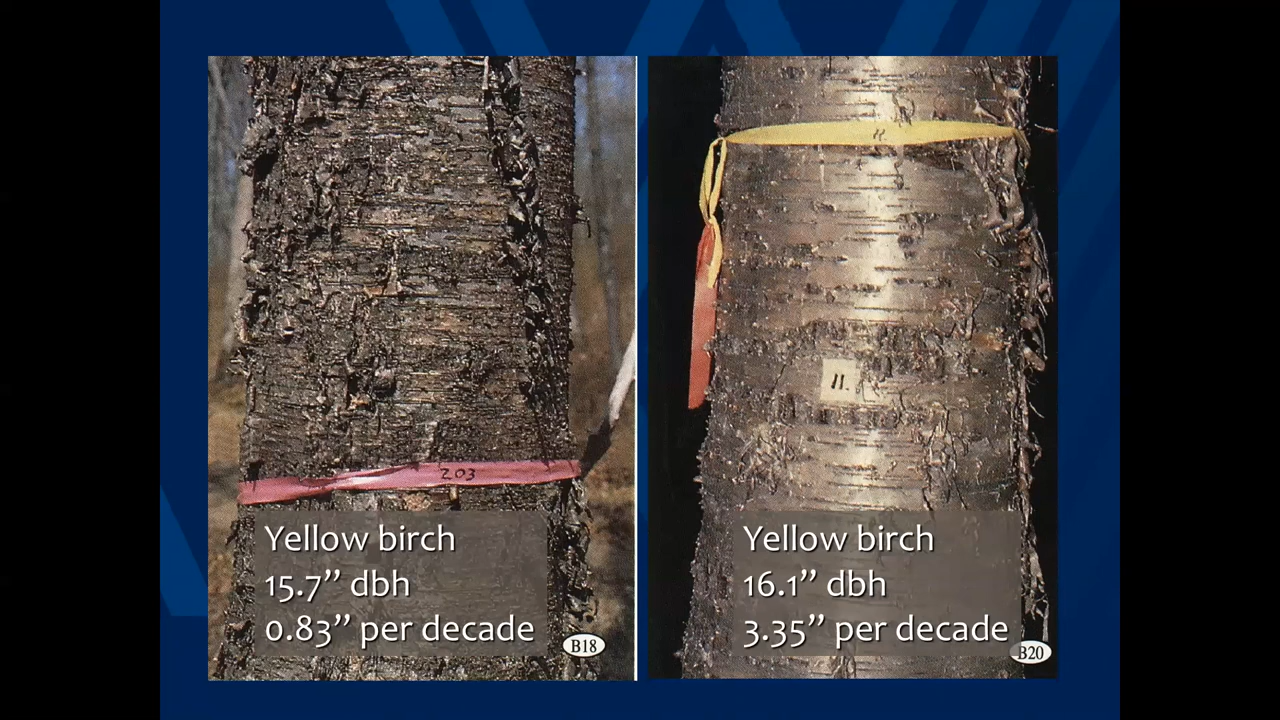 203
Yellow birch
15.7” dbh
0.83” per decade
B18
11.
Yellow birch
16.1” dbh
3.35” per decade
B20